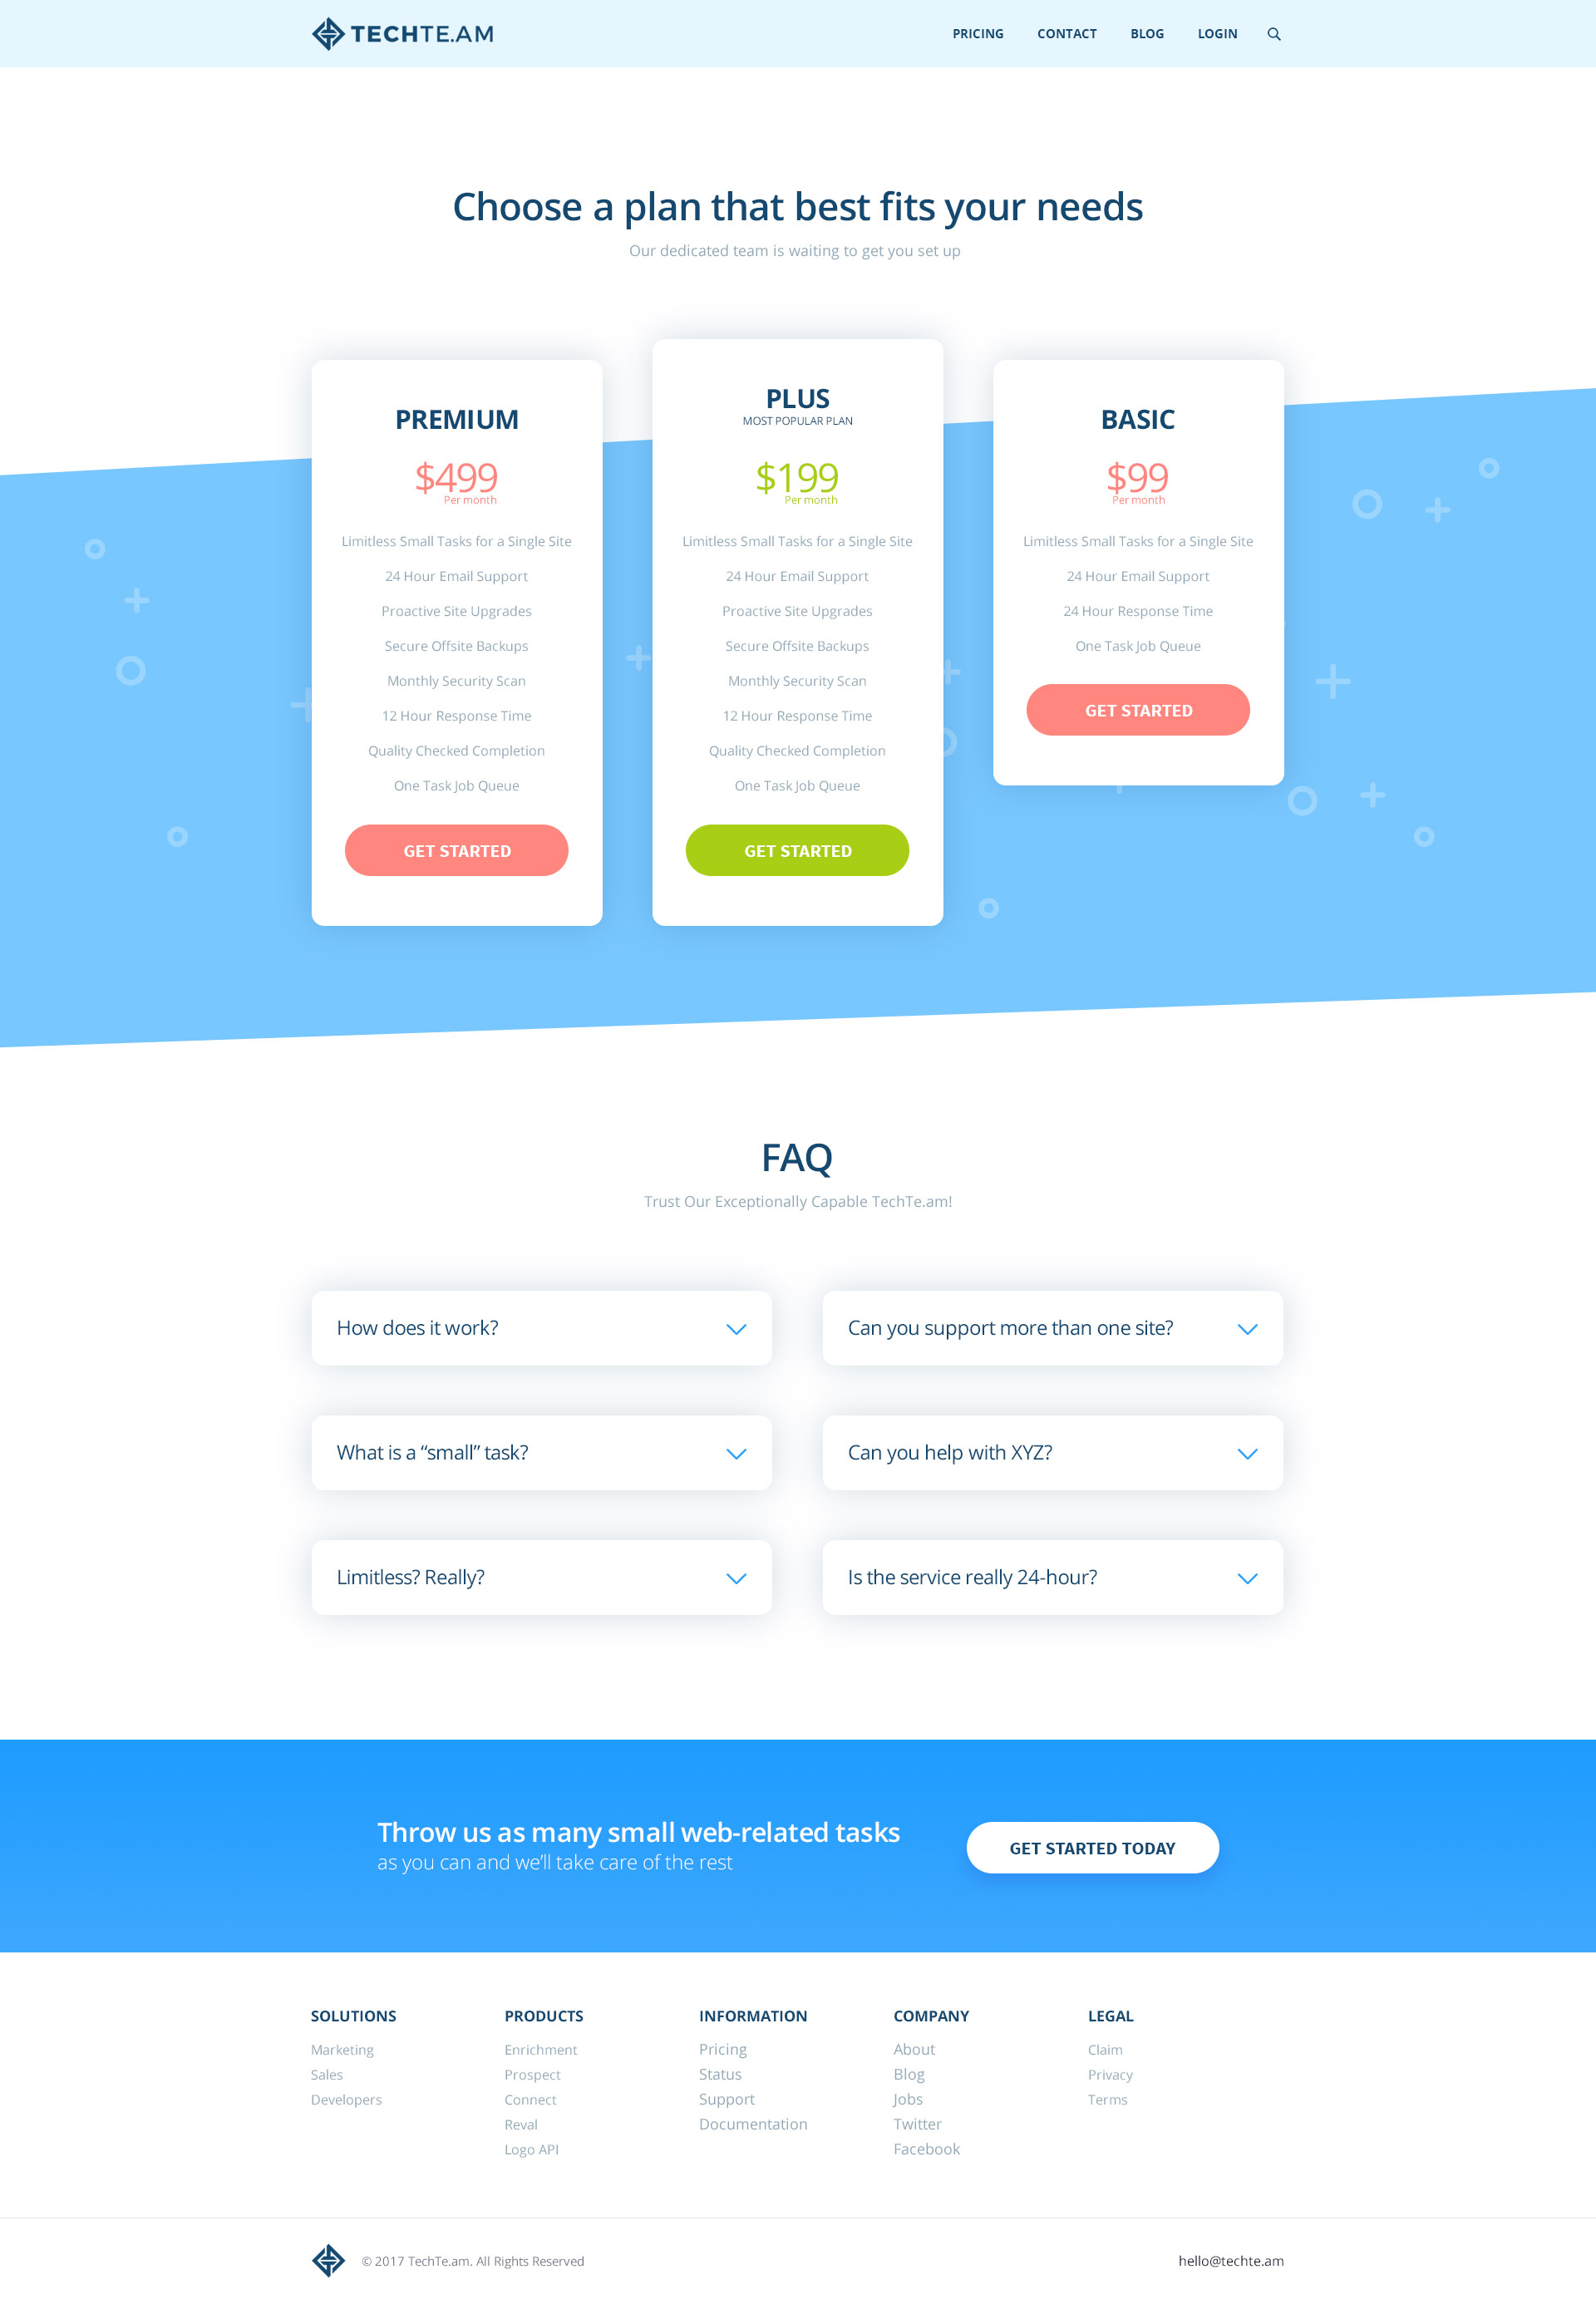 TECHTE.AM
PRICING
CONTACT
BLOG
LOGIN
Choose a plan that best fits your needs
Our dedicated team is waiting to get you set up
PREMIUM
$499
Per month
Limitless Small Tasks for a Single Site
24 Hour Email Support
Proactive Site Upgrades
Secure Offsite Backups
Monthly Security Scan
12 Hour Response Time
Quality Checked Completion
One Task Job Queue
GET STARTED
PLUS
MOST POPULAR PLAN
$199
Per month
Limitless Small Tasks for a Single Site
24 Hour Email Support
Proactive Site Upgrades
Secure Offsite Backups
Monthly Security Scan
12 Hour Response Time
Quality Checked Completion
One Task Job Queue
GET STARTED
BASIC
$99
Per month
Limitless Small Tasks for a Single Site
24 Hour Email Support
24 Hour Response Time
One Task Job Queue
GET STARTED
FAQ
Trust Our Exceptionally Capable TechTe.am!
How does it work?
Can you support more than one site?
What is a “small” task?
Can you help with XYZ?
Limitless? Really?
Is the service really 24-hour?
Throw us as many small web-related tasks
as you can and we’ll take care of the rest
GET STARTED TODAY
SOLUTIONS
Marketing
Sales
Developers
PRODUCTS
Enrichment
Prospect
Connect
Reval
Logo API
INFORMATION
Pricing
Status
Support
Documentation
COMPANY
About
Blog
Jobs
Twitter
Facebook
LEGAL
Claim
Privacy
Terms
© 2017 TechTe.am. All Rights Reserved
hello@techte.am